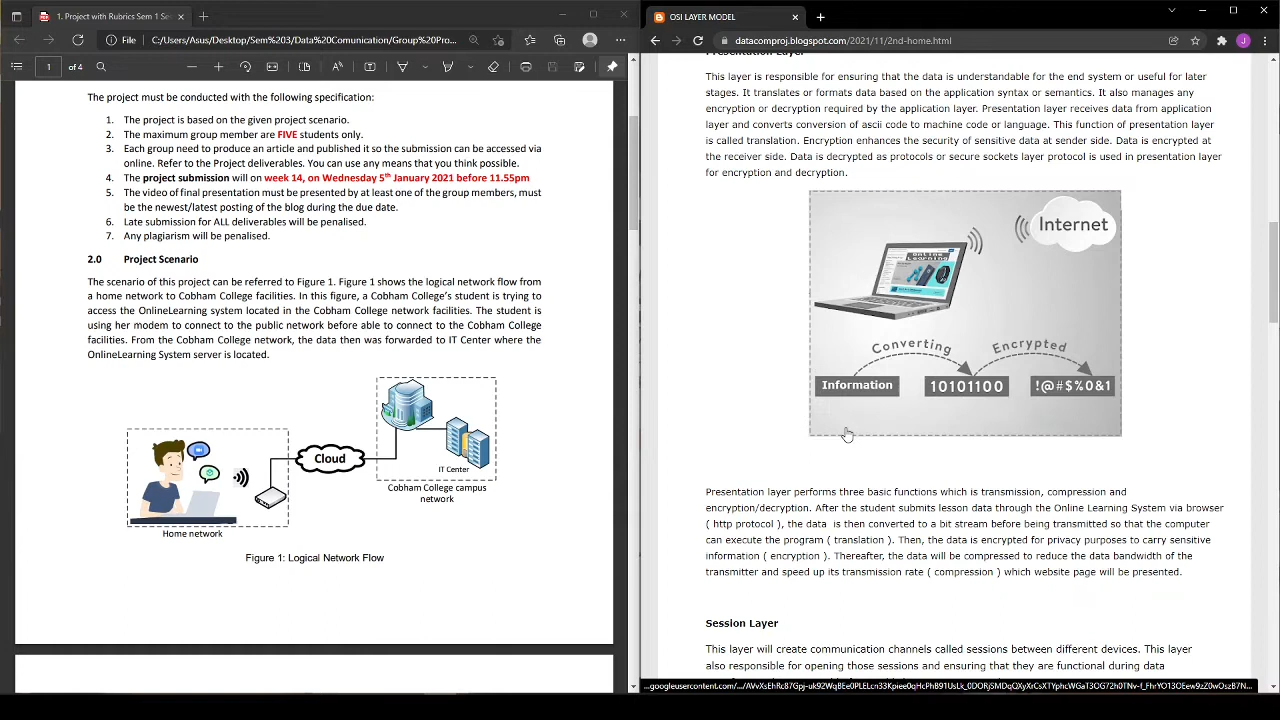 1. Project with Rubrics Sem 1 Se
File
C:/Users/Asus/Desktop/Sem%203/Data%20Comunication/Group%20Pro...
1 of 4
The project must be conducted with the following specification:
1. The project is based on the given project scenario.
2. The maximum group member are FIVE students only.
3. Each group need to produce an article and published it so the submission can be accessed via
online. Refer to the Project deliverables. You can use any means that you think possible.
4. The project submission will on week 14, on Wednesday 5th January 2021 before 11.55pm
5. The video of final presentation must be presented by at least one of the group members, must
be the newest/latest posting of the blog during the due date.
6. Late submission for ALL deliverables will be penalised.
7. Any plagiarism will be penalised.
2.0 Project Scenario
The scenario of this project can be referred to Figure 1. Figure 1 shows the logical network flow from
a home network to Cobham College facilities. In this figure, a Cobham College's student is trying to
access the OnlineLearning system located in the Cobham College network facilities. The student is
using her modem to connect to the public network before able to connect to the Cobham College
facilities. From the Cobham College network, the data then was forwarded to IT Center where the
OnlineLearning System server is located.
Cloud
IT Center
Cobham College campus
network
Home network
Figure 1: Logical Network Flow
OSI LAYER MODEL
datacomproj.blogspot.com/2021/11/2nd-home.html
J
Presentation Layer
This layer is responsible for ensuring that the data is understandable for the end system or useful for later
stages. It translates or formats data based on the application syntax or semantics. It also manages any
encryption or decryption required by the application layer. Presentation layer receives data from application
layer and converts conversion of ascii code to machine code or language. This function of presentation layer
is called translation. Encryption enhances the security of sensitive data at sender side. Data is encrypted at
the receiver side. Data is decrypted as protocols or secure sockets layer protocol is used in presentation layer
for encryption and decryption.
Internet
ONLINE
LEARNING
Converting
Encrypted
Information
10101100
!@#$%0&1
Presentation layer performs three basic functions which is transmission, compression and
encryption/decryption. After the student submits lesson data through the Online Learning System via browser
( http protocol ), the data is then converted to a bit stream before being transmitted so that the computer
can execute the program ( translation ). Then, the data is encrypted for privacy purposes to carry sensitive
information ( encryption ). Thereafter, the data will be compressed to reduce the data bandwidth of the
transmitter and speed up its transmission rate ( compression ) which website page will be presented.
Session Layer
This layer will create communication channels called sessions between different devices. This layer
also responsible for opening those sessions and ensuring that they are functional during data